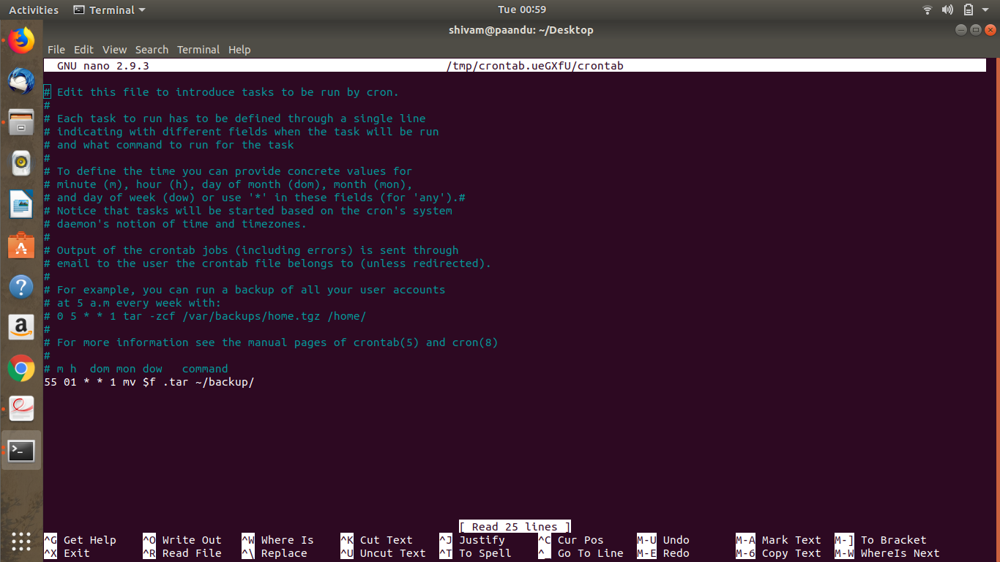 Activities Terminal Tue 00:59
shivam@paandu: ~/Desktop
File Edit View Search Terminal Help
GNU nano 2.9.3 /tmp/crontab.ueGXfU/crontab
# Edit this file to introduce tasks to be run by cron.
#
# Each task to run has to be defined through a single line
# indicating with different fields when the task will be run
# and what command to run for the task
#
# To define the time you can provide concrete values for
# minute (m), hour (h), day of month (dom), month (mon),
# and day of week (dow) or use '*' in these fields (for 'any').#
# Notice that tasks will be started based on the cron's system
# daemon's notion of time and timezones.
#
# Output of the crontab jobs (including errors) is sent through
# email to the user the crontab file belongs to (unless redirected).
#
# For example, you can run a backup of all your user accounts
# at 5 a.m every week with:
# 0 5 * * 1 tar -zcf /var/backups/home.tgz /home/
#
# For more information see the manual pages of crontab(5) and cron(8)
#
# m h  dom mon dow   command
55 01 * * 1 mv $f .tar ~/backup/
[ Read 25 lines ]
^G Get Help ^O Write Out ^W Where Is ^K Cut Text ^J Justify ^C Cur Pos M-U Undo M-A Mark Text M-] To Bracket
^X Exit ^R Read File ^\ Replace ^U Uncut Text ^T To Spell ^_ Go To Line M-E Redo M-6 Copy Text M-W WhereIs Next